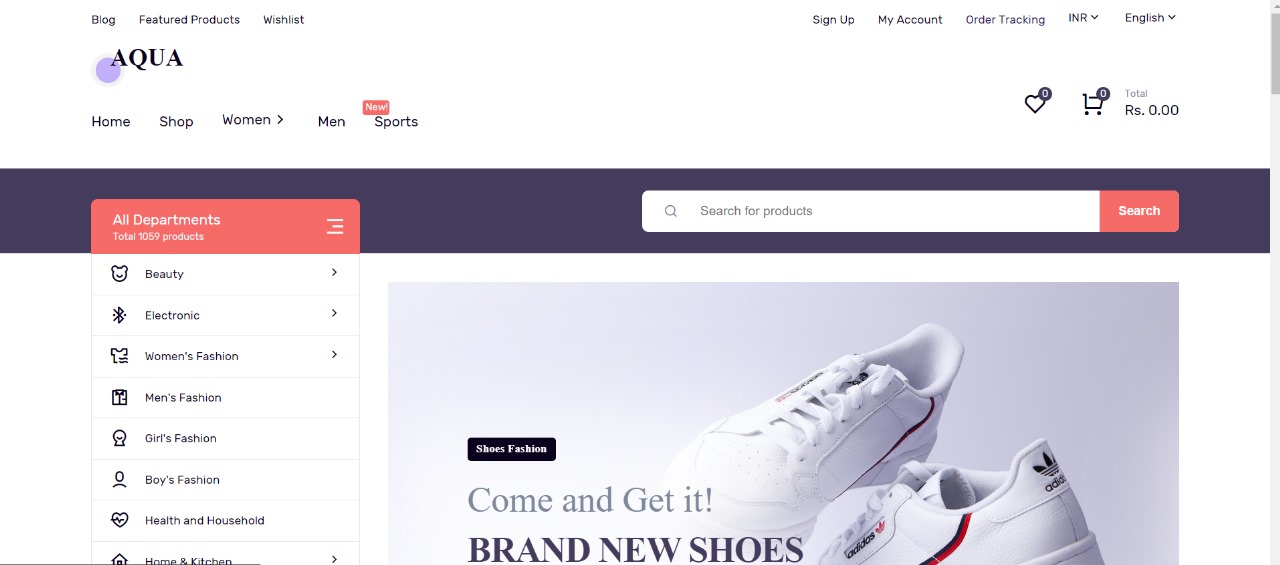 Blog Featured Products Wishlist
Sign Up My Account Order Tracking INR English
AQUA
New!
Home Shop Women Men Sports
0 0 Total
Rs. 0.00
All Departments
Total 1059 products
Search for products Search
Beauty
Electronic
Women's Fashion
Men's Fashion
Girl's Fashion
Boy's Fashion
Health and Household
Home & Kitchen
Shoes Fashion
Come and Get it!
BRAND NEW SHOES
adidas
adidas